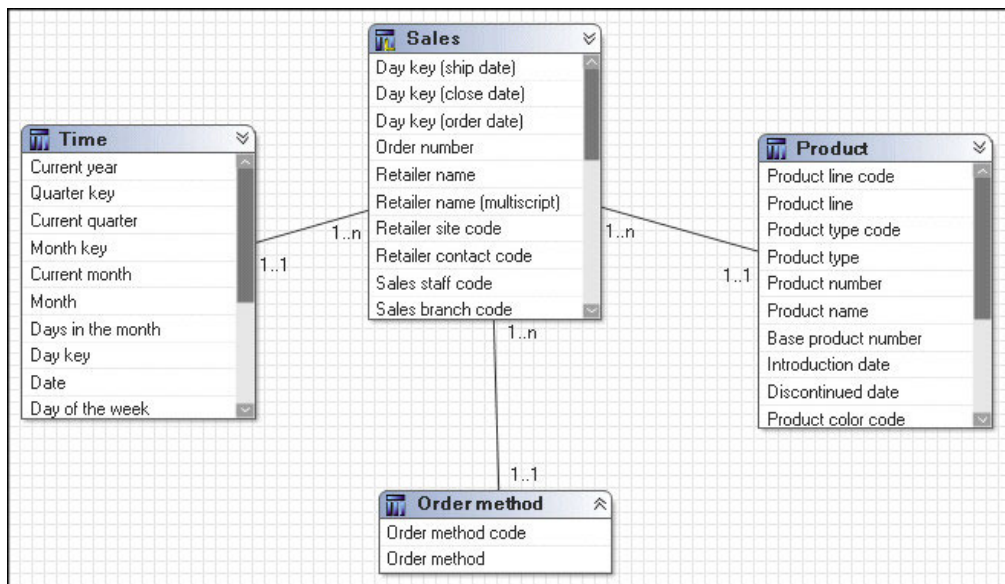 Sales
Day key (ship date)
Day key (close date)
Day key (order date)
Order number
Retailer name
Retailer name (multiscript)
Retailer site code
Retailer contact code
Sales staff code
Sales branch code
Time
Current year
Quarter key
Current quarter
Month key
Current month
Month
Days in the month
Day key
Date
Day of the week
Product
Product line code
Product line
Product type code
Product type
Product number
Product name
Base product number
Introduction date
Discontinued date
Product color code
1..n
1..1
1..n
1..1
1..n
1..1
Order method
Order method code
Order method